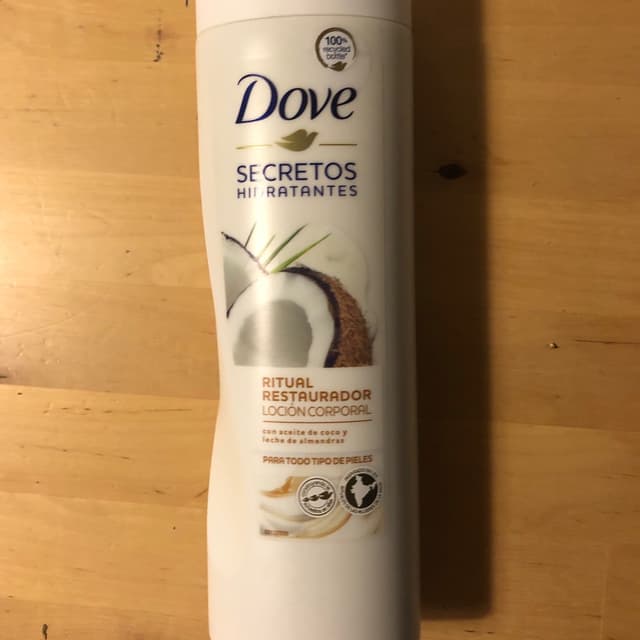 100%
recycled
bottle*
Dove
SECRETOS
HIDRATANTES
RITUAL
RESTAURADOR
LOCIÓN CORPORAL
con aceite de coco y
leche de almendras
PARA TODO TIPO DE PIELES